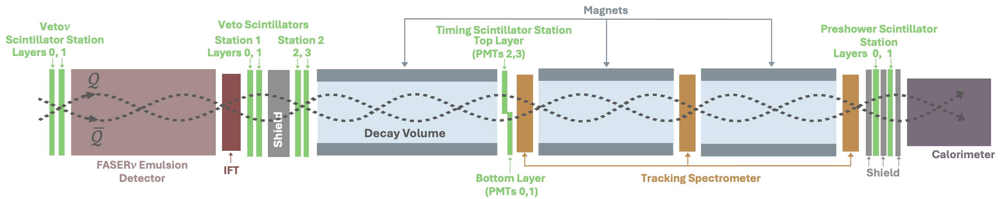 Magnets
Vetoν
Scintillator Station
Layers 0, 1
Veto Scintillators
Station 1
Layers 0, 1
Station 2
2, 3
Timing Scintillator Station
Top Layer
(PMTs 2,3)
Preshower Scintillator
Station
Layers 0, 1
Q
Q̅
Shield
Decay Volume
FASERν Emulsion
Detector
IFT
Bottom Layer
(PMTs 0,1)
Tracking Spectrometer
Shield
Calorimeter